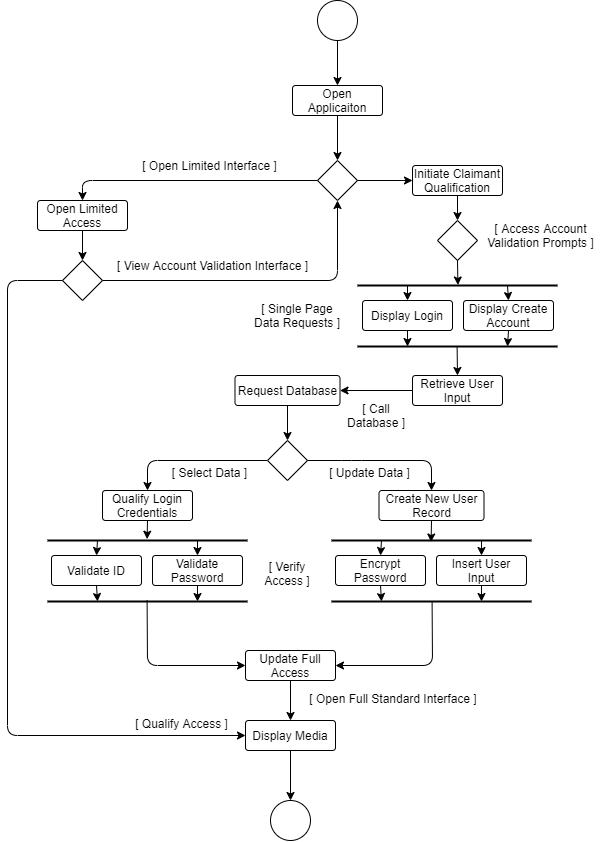 Open
Applicaiton
[ Open Limited Interface ]
Initiate Claimant
Qualification
Open Limited
Access
[ Access Account
Validation Prompts ]
[ View Account Validation Interface ]
[ Single Page
Data Requests ]
Display Login
Display Create
Account
Request Database
Retrieve User
Input
[ Call
Database ]
[ Select Data ]
[ Update Data ]
Qualify Login
Credentials
Create New User
Record
Validate ID
Validate
Password
[ Verify
Access ]
Encrypt
Password
Insert User
Input
Update Full
Access
[ Open Full Standard Interface ]
[ Qualify Access ]
Display Media